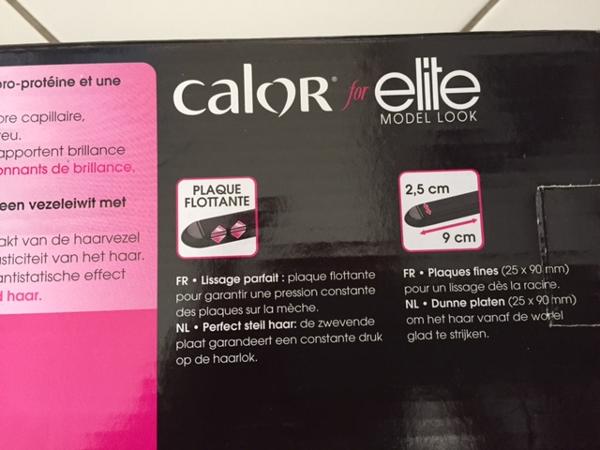 pro-protéine et une
bre capillaire,
eu.
apportent brillance
onnants de brillance.
een vezeleiwit met
akt van de haarvezel
sticiteit van het haar.
antistatische effect
d haar.
calor® for elite
MODEL LOOK
PLAQUE
FLOTTANTE
FR • Lissage parfait : plaque flottante
pour garantir une pression constante
des plaques sur la mèche.
NL • Perfect steil haar: de zwevende
plaat garandeert een constante druk
op de haarlok.
2,5 cm
9 cm
FR • Plaques fines (25 x 90 mm)
pour un lissage dès la racine.
NL • Dunne platen (25 x 90 mm)
om het haar vanaf de wortel
glad te strijken.